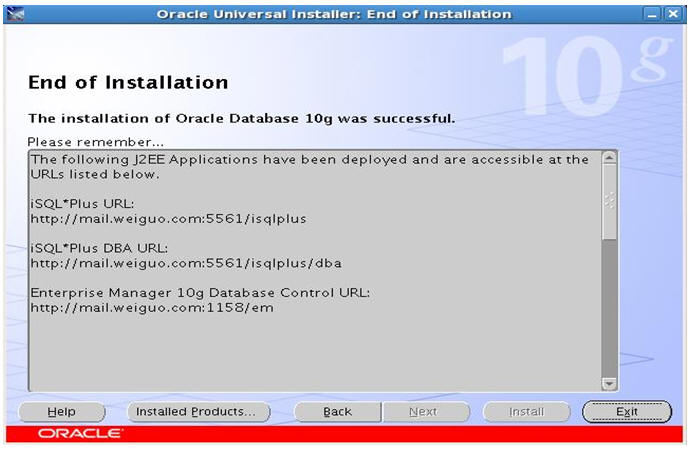 Oracle Universal Installer: End of Installation
10g
End of Installation
The installation of Oracle Database 10g was successful.
Please remember...
The following J2EE Applications have been deployed and are accessible at the
URLs listed below.
iSQL*Plus URL:
http://mail.weiguo.com:5561/isqlplus
iSQL*Plus DBA URL:
http://mail.weiguo.com:5561/isqlplus/dba
Enterprise Manager 10g Database Control URL:
http://mail.weiguo.com:1158/em
Help Installed Products... Back Next Install Exit
ORACLE